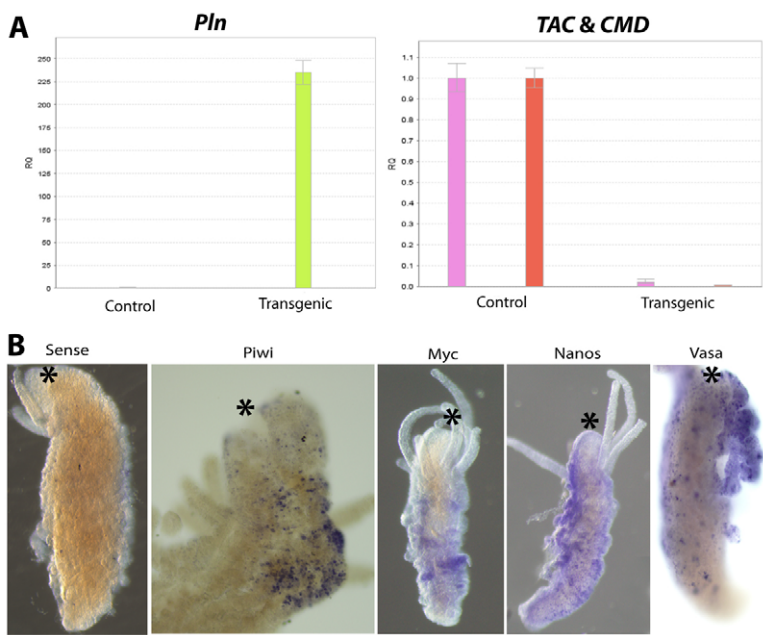 A
Pln
TAC & CMD
RQ
250
225
200
175
150
125
100
75
50
25
0
Control
Transgenic
RQ
1.1
1.0
0.9
0.8
0.7
0.6
0.5
0.4
0.3
0.2
0.1
0.0
Control
Transgenic
B
Sense
Piwi
Myc
Nanos
Vasa
*
*
*
*
*